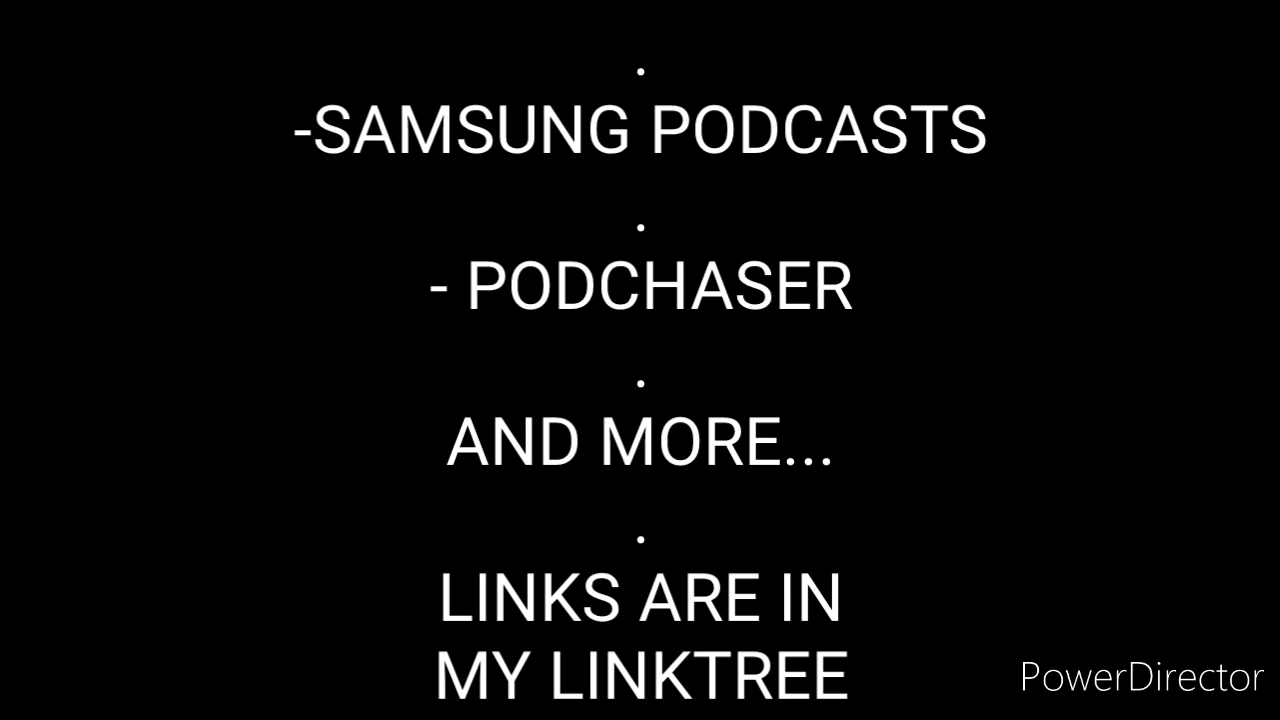 .
-SAMSUNG PODCASTS
.
- PODCHASER
.
AND MORE...
.
LINKS ARE IN
MY LINKTREE
PowerDirector